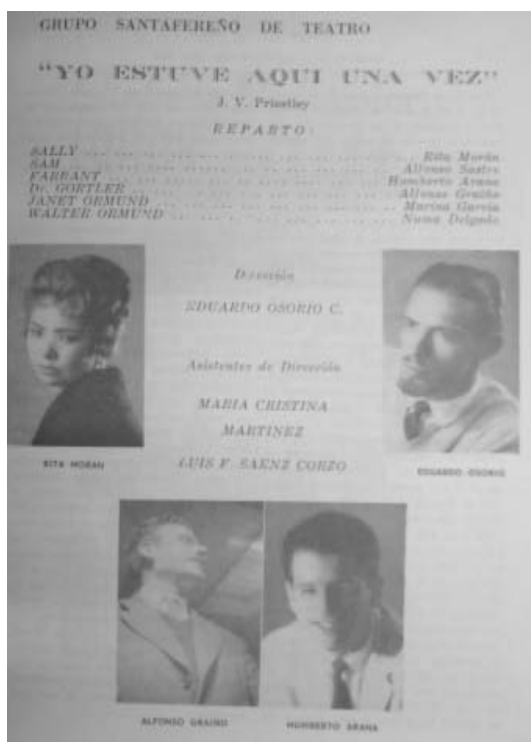 GRUPO SANTAFEREÑO DE TEATRO
"YO ESTUVE AQUI UNA VEZ"
J. V. Priestley
REPARTO:
SALLY ... Rita Morán
SAM ... Alfonso Sastre
FARRANT ... Humberto Arana
Dr. GORTLER ... Alfonso Graiño
JANET ORMUND ... Marina García
WALTER ORMUND ... Numa Delgado
Dirección
EDUARDO OSORIO C.
Asistentes de Dirección
MARIA CRISTINA
MARTINEZ
LUIS F. SAENZ CORZO
RITA MORAN
EDUARDO OSORIO
ALFONSO GRAIÑO
HUMBERTO ARANA